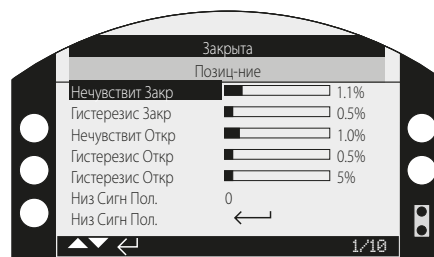 Закрыта
Позиц-ние
Нечувствит Закр 1.1%
Гистерезис Закр 0.5%
Нечувствит Откр 1.0%
Гистерезис Откр 0.5%
Гистерезис Откр 5%
Низ Сигн Пол. 0
Низ Сигн Пол.
1/10